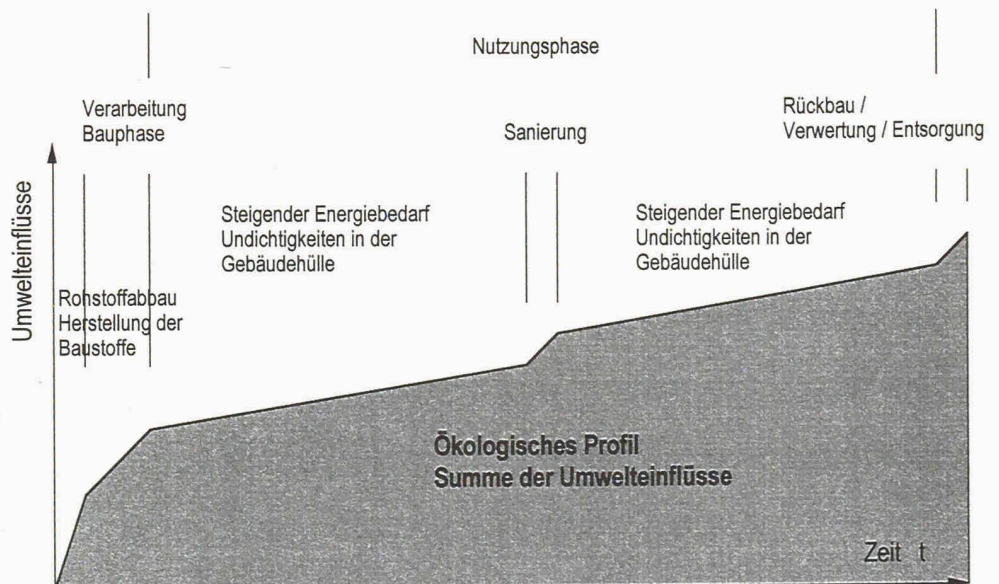 Nutzungsphase
Verarbeitung
Bauphase
Sanierung
Rückbau /
Verwertung / Entsorgung
Umwelteinflüsse
Steigender Energiebedarf
Undichtigkeiten in der
Gebäudehülle
Steigender Energiebedarf
Undichtigkeiten in der
Gebäudehülle
Rohstoffabbau
Herstellung der
Baustoffe
Ökologisches Profil
Summe der Umwelteinflüsse
Zeit t